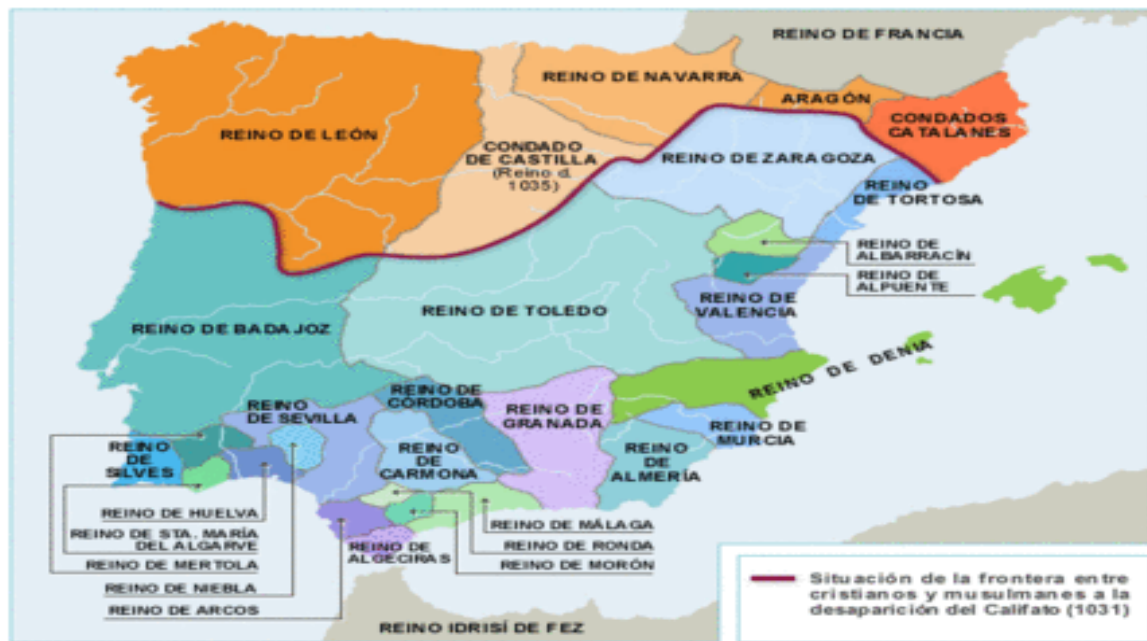 REINO DE FRANCIA
REINO DE NAVARRA
ARAGÓN
CONDADOS
CATALANES
REINO DE LEÓN
CONDADO
DE CASTILLA
(Reino d.
1035)
REINO DE ZARAGOZA
REINO
DE TORTOSA
REINO DE
ALBARRACÍN
REINO DE
ALPUENTE
REINO DE
VALENCIA
REINO DE TOLEDO
REINO DE BADAJOZ
REINO DE DENIA
REINO DE
CÓRDOBA
REINO
DE SEVILLA
REINO DE
GRANADA
REINO DE
MURCIA
REINO
DE
SILVES
REINO
DE
CARMONA
REINO
DE
ALMERÍA
REINO DE HUELVA
REINO DE STA. MARÍA
DEL ALGARVE
REINO DE MERTOLA
REINO DE NIEBLA
REINO DE ARCOS
REINO DE
ALGECIRAS
REINO DE MÁLAGA
REINO DE RONDA
REINO DE MORÓN
REINO IDRISÍ DE FEZ
Situación de la frontera entre
cristianos y musulmanes a la
desaparición del Califato (1031)